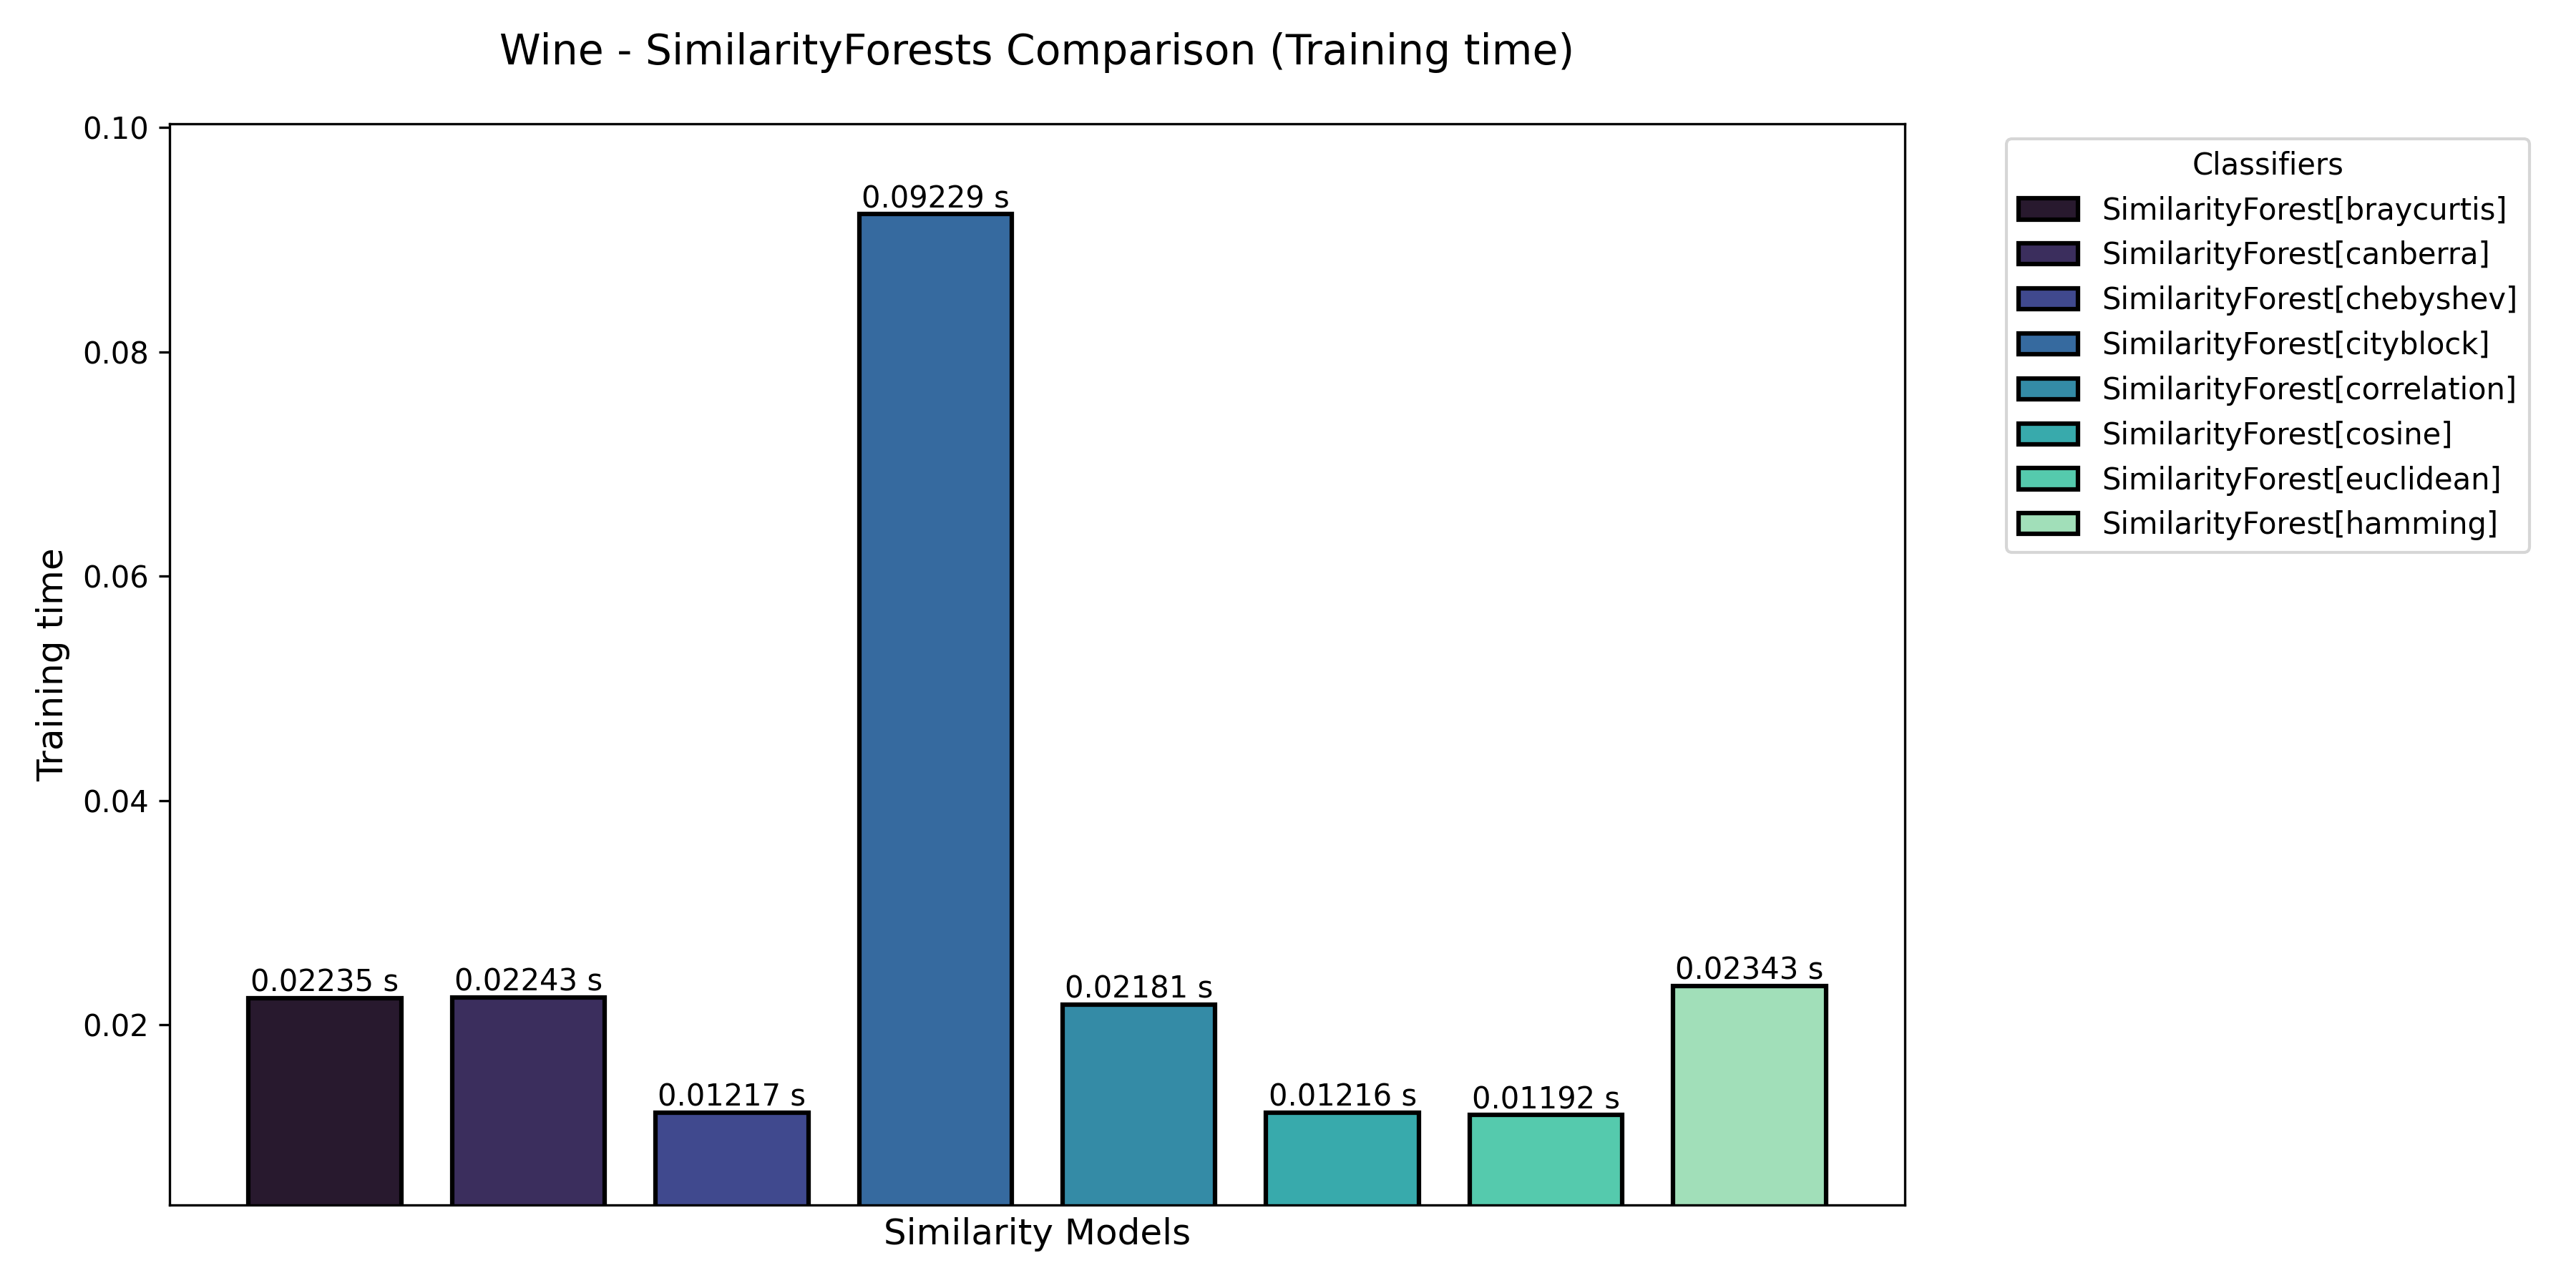 Wine - SimilarityForests Comparison (Training time)
Training time
0.10
0.08
0.06
0.04
0.02
0.02235 s
0.02243 s
0.01217 s
0.09229 s
0.02181 s
0.01216 s
0.01192 s
0.02343 s
Similarity Models
Classifiers
SimilarityForest[braycurtis]
SimilarityForest[canberra]
SimilarityForest[chebyshev]
SimilarityForest[cityblock]
SimilarityForest[correlation]
SimilarityForest[cosine]
SimilarityForest[euclidean]
SimilarityForest[hamming]